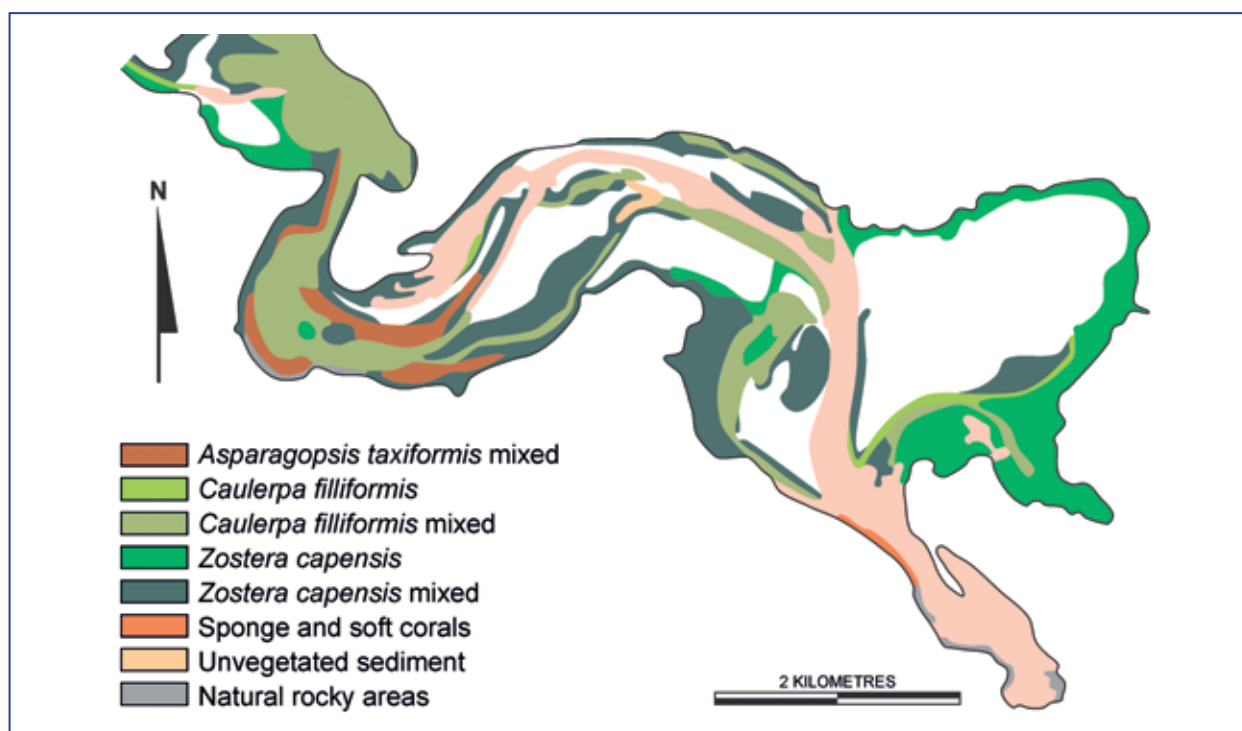 N
Asparagopsis taxiformis mixed
Caulerpa filliformis
Caulerpa filliformis mixed
Zostera capensis
Zostera capensis mixed
Sponge and soft corals
Unvegetated sediment
Natural rocky areas
2 KILOMETRES